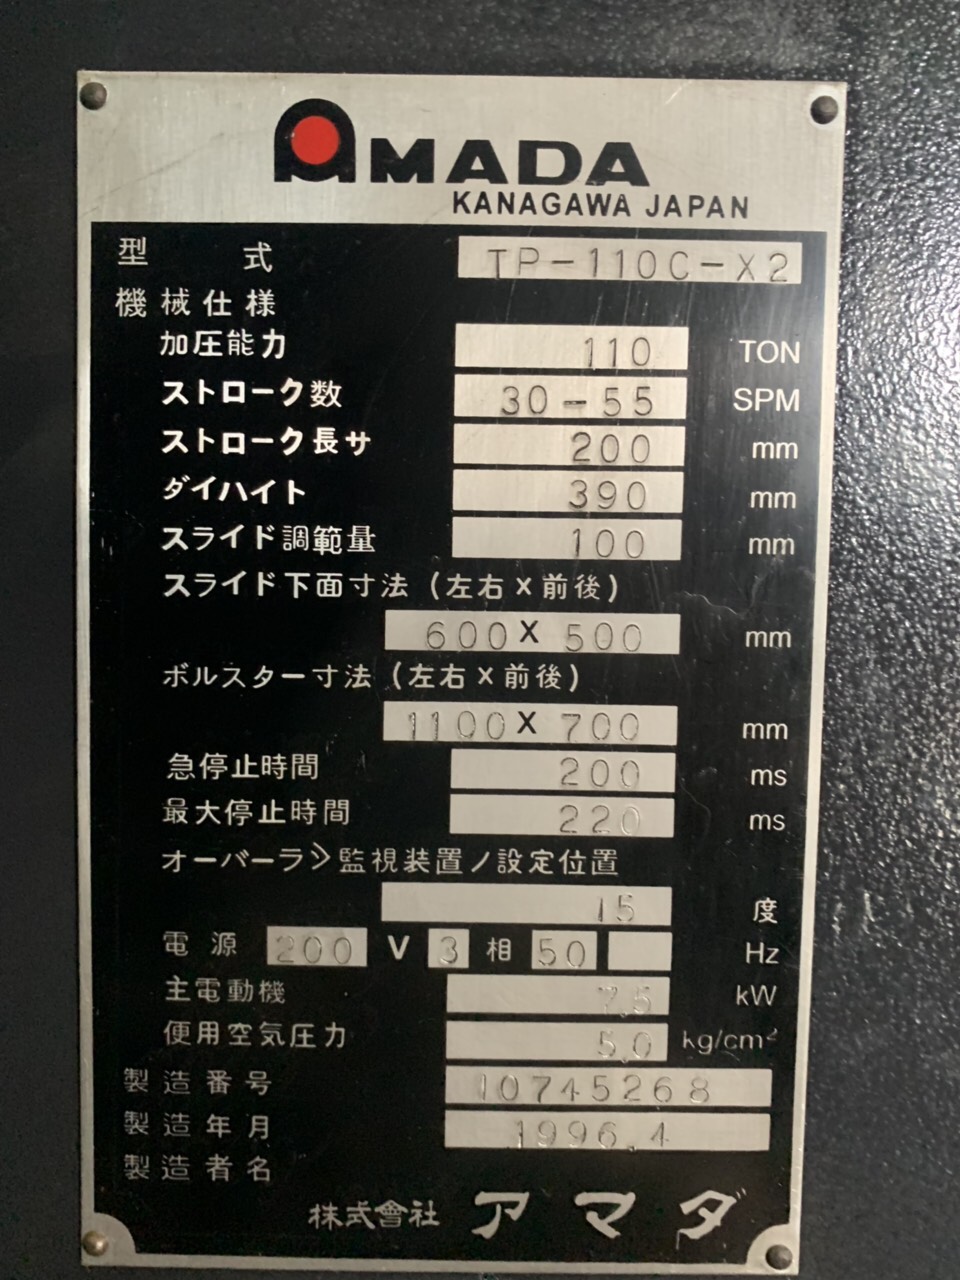 AMADA
KANAGAWA JAPAN
型 式 TP-110C-X2
機械仕様
加圧能力 110 TON
ストローク数 30-55 SPM
ストローク長サ 200 mm
ダイハイト 390 mm
スライド調範量 100 mm
スライド下面寸法(左右×前後)
600 × 500 mm
ボルスター寸法(左右×前後)
1100 × 700 mm
急停止時間 200 ms
最大停止時間 220 ms
オーバーラン監視装置ノ設定位置
15 度
電源 200 V 3 相 50 Hz
主電動機 7.5 kW
便用空気圧力 5.0 kg/cm²
製造番号 10745268
製造年月 1996.4
製造者名
株式會社 アマダ